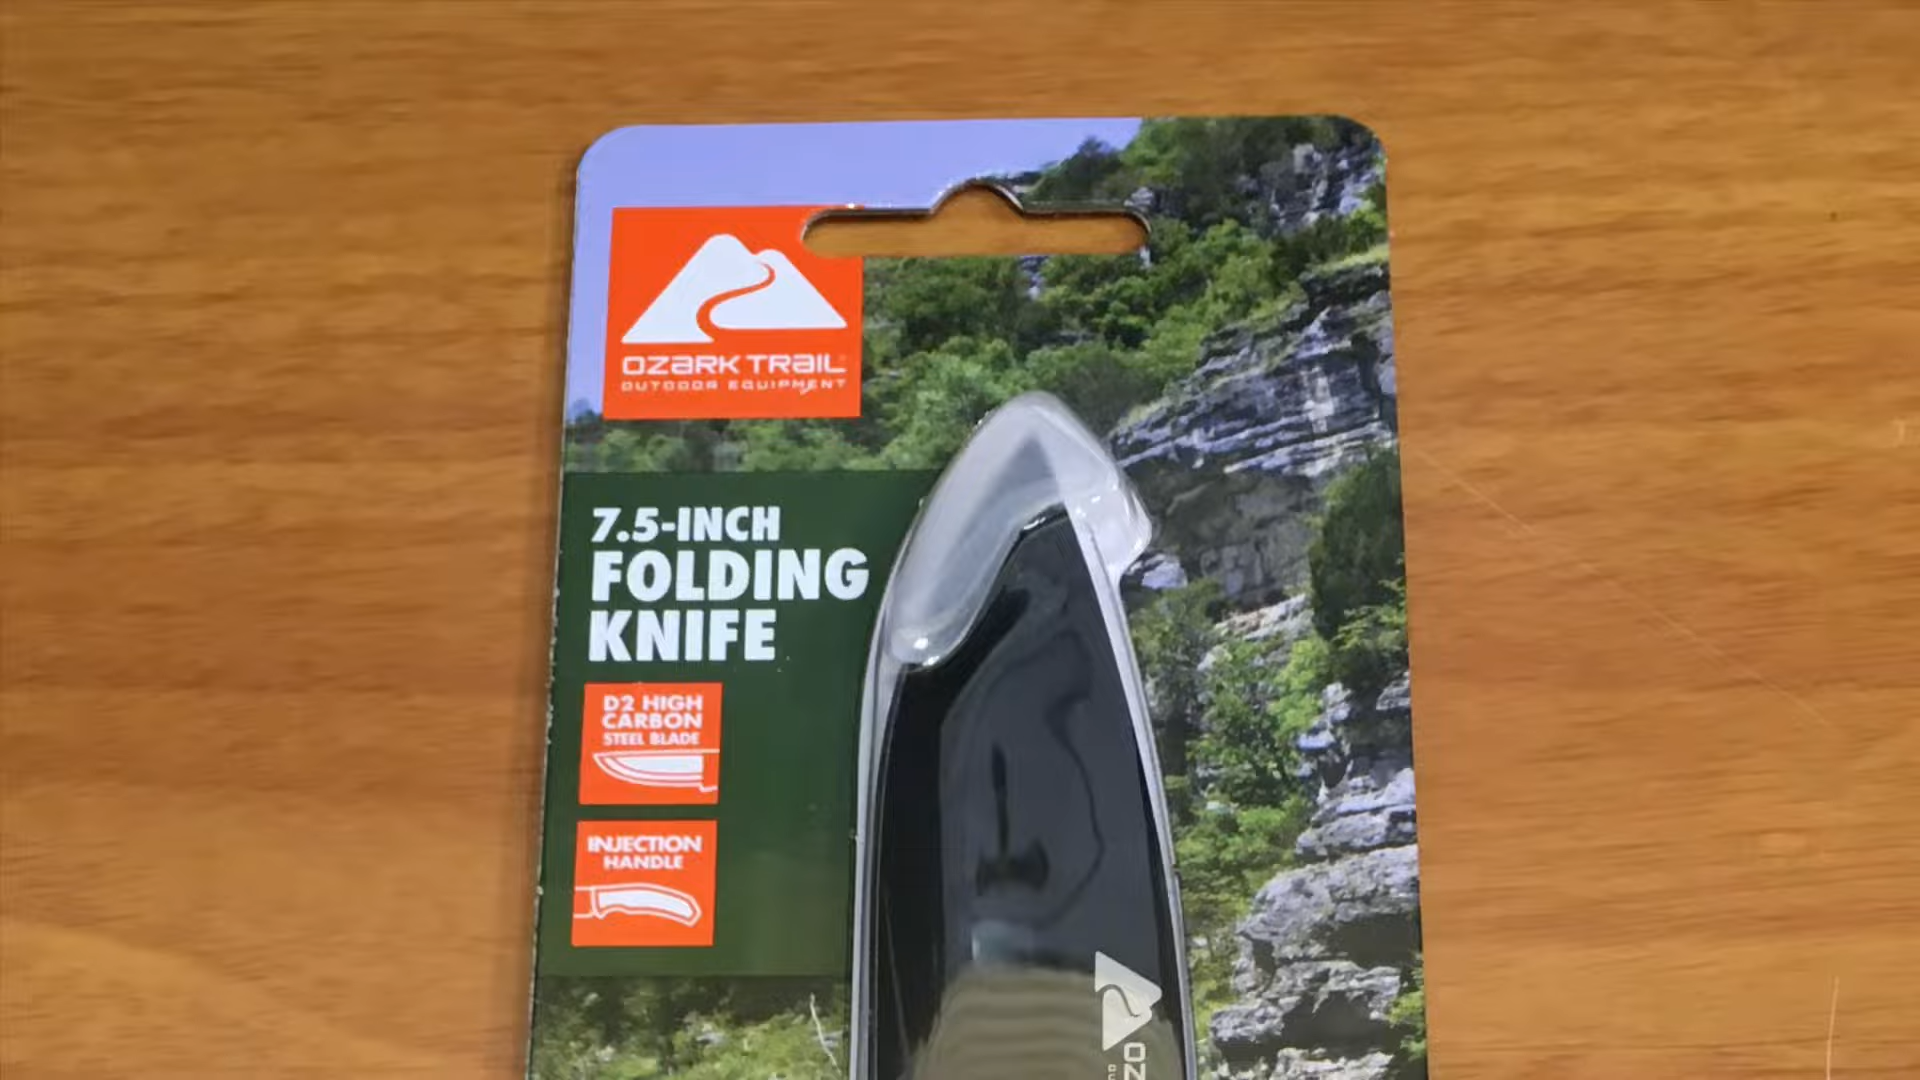 OZARK TRAIL
OUTDOOR EQUIPMENT
7.5-INCH
FOLDING
KNIFE
D2 HIGH
CARBON
STEEL BLADE
INJECTION
HANDLE